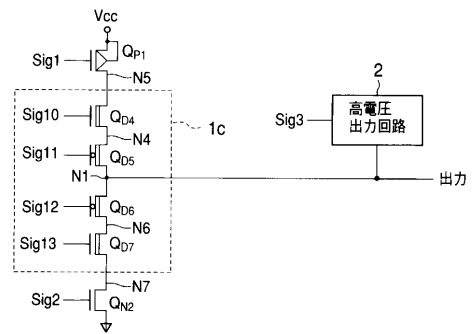 Vcc
Sig1
QP1
N5
2
Sig10
QD4
1c
Sig3
高電圧
出力回路
N4
Sig11
QD5
N1
出力
Sig12
QD6
N6
Sig13
QD7
N7
Sig2
QN2